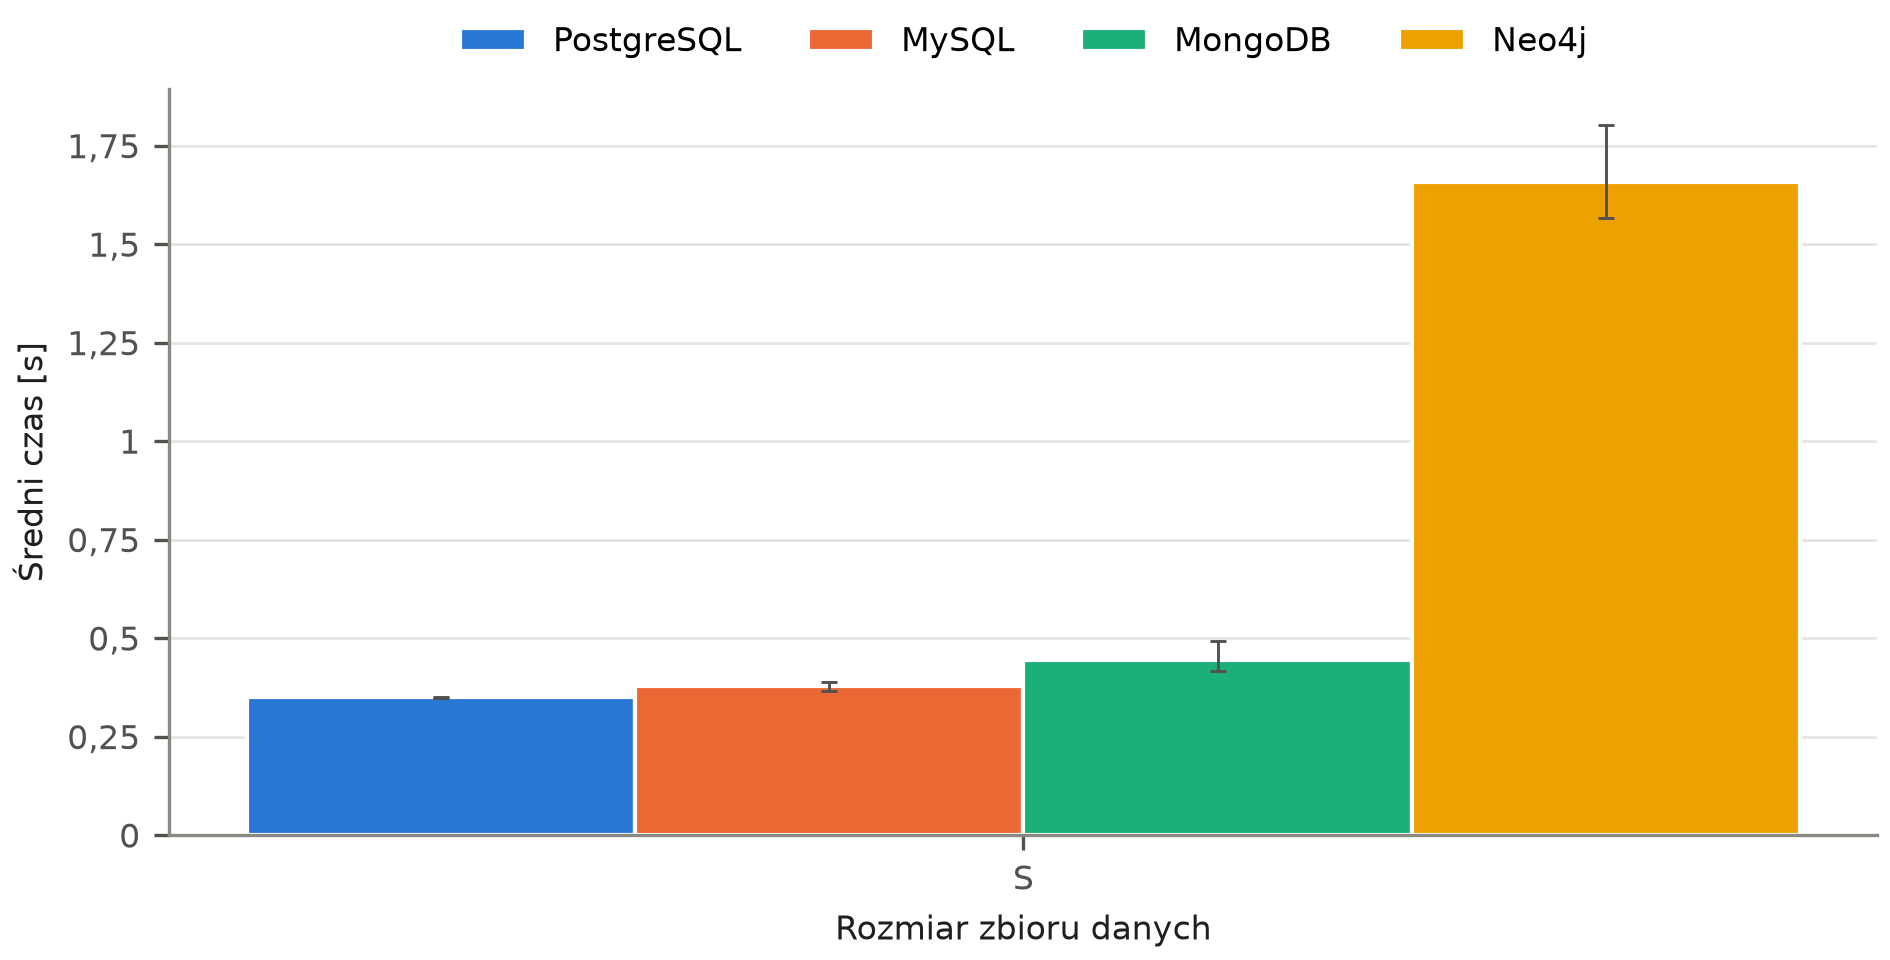 PostgreSQL MySQL MongoDB Neo4j
1,75
1,5
1,25
1
0,75
0,5
0,25
0
Średni czas [s]
S
Rozmiar zbioru danych